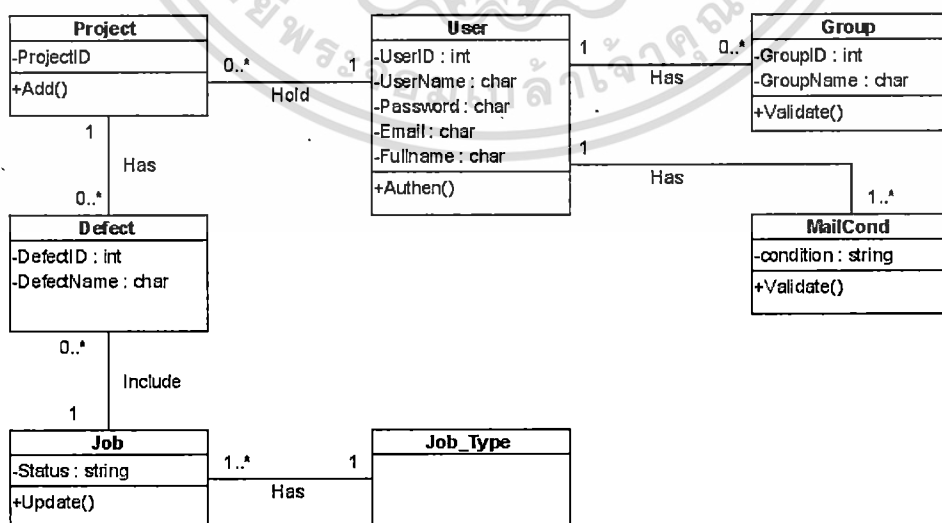 Project
-ProjectID
+Add()
0..*
1
Hold
User
-UserID : int
-UserName : char
-Password : char
-Email : char
-Fullname : char
+Authen()
1
0..*
Has
Group
-GroupID : int
-GroupName : char
+Validate()
1
Has
0..*
1
Has
1..*
Defect
-DefectID : int
-DefectName : char
MailCond
-condition : string
+Validate()
0..*
Include
1
Job
-Status : string
+Update()
1..*
1
Has
Job_Type